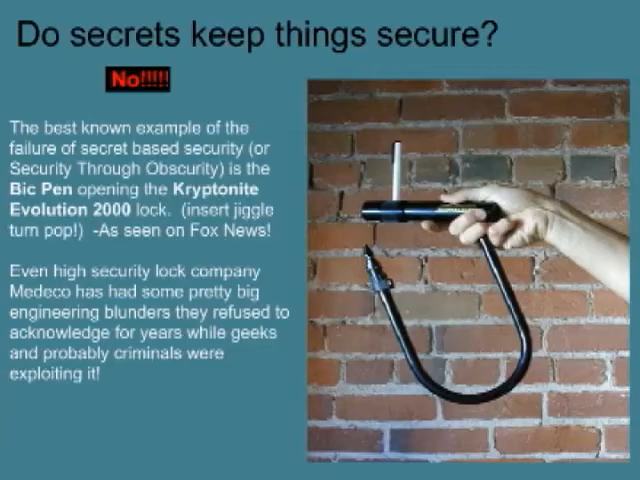 Do secrets keep things secure?
No!!!!!
The best known example of the
failure of secret based security (or
Security Through Obscurity) is the
Bic Pen opening the Kryptonite
Evolution 2000 lock. (insert jiggle
turn pop!) -As seen on Fox News!
Even high security lock company
Medeco has had some pretty big
engineering blunders they refused to
acknowledge for years while geeks
and probably criminals were
exploiting it!